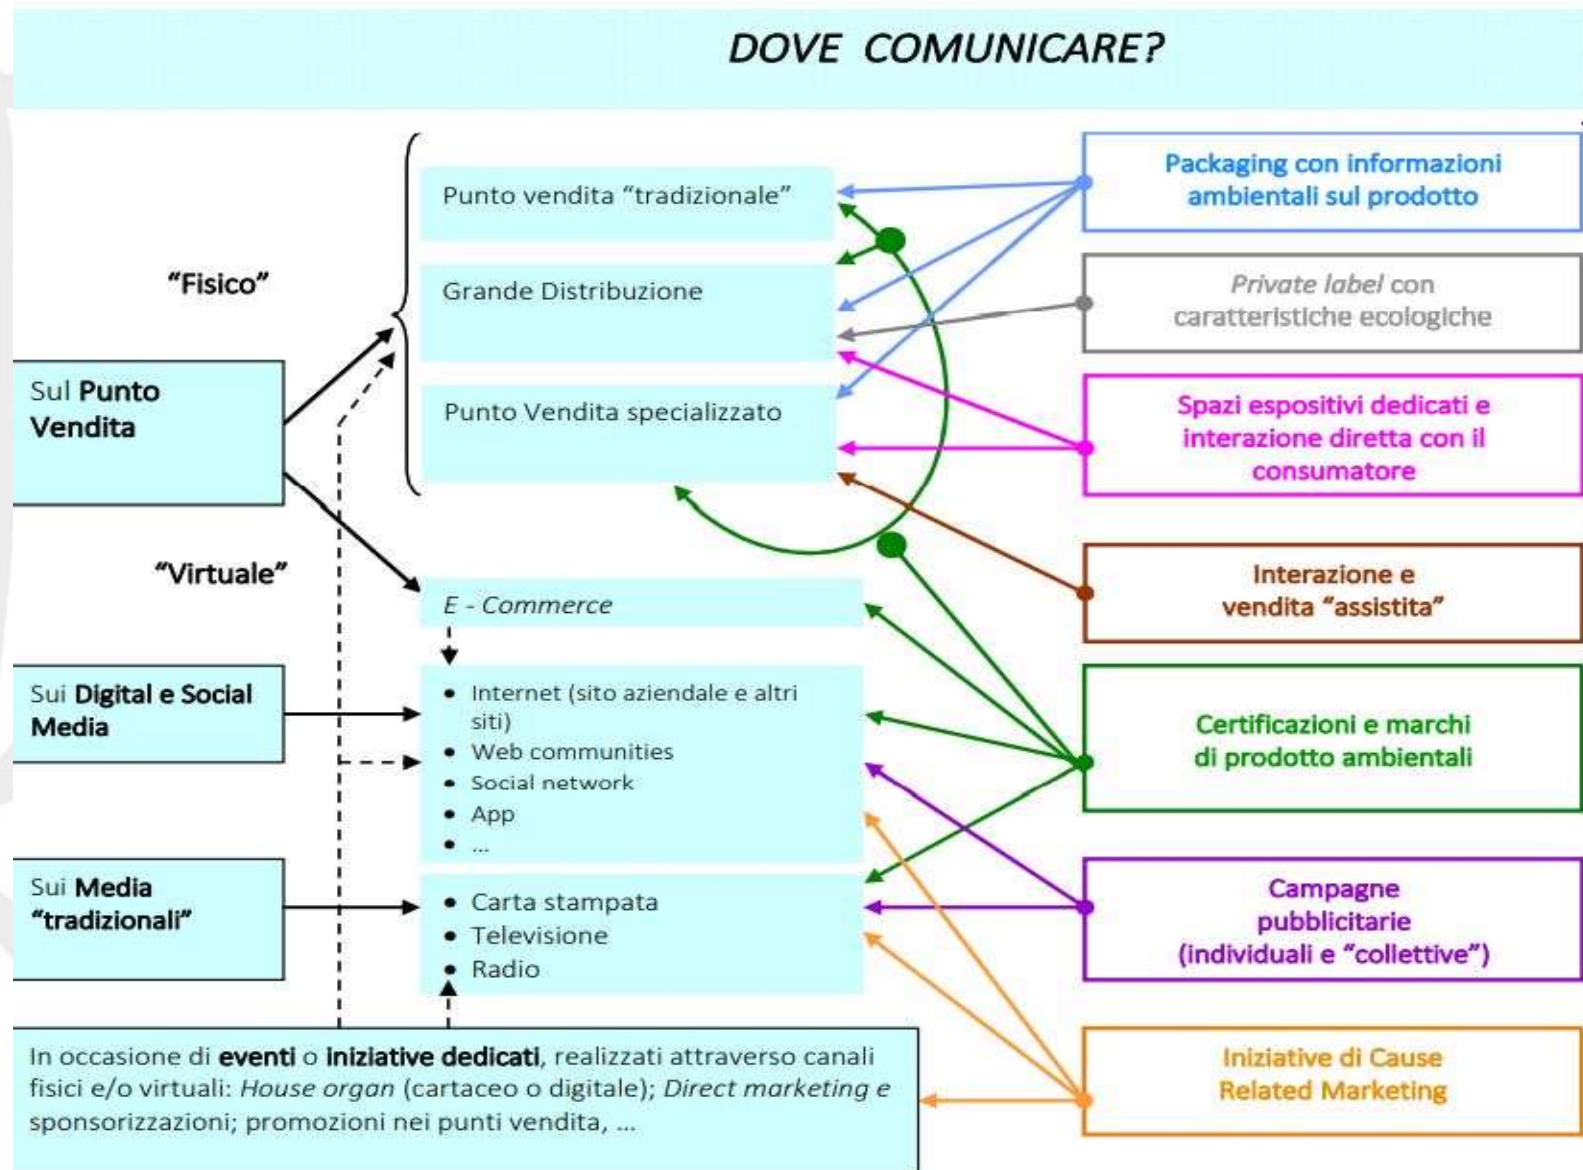 DOVE COMUNICARE?
"Fisico"
Sul Punto
Vendita
"Virtuale"
Sui Digital e Social
Media
Sui Media
"tradizionali"
Punto vendita "tradizionale"
Grande Distribuzione
Punto Vendita specializzato
E - Commerce
• Internet (sito aziendale e altri
siti)
• Web communities
• Social network
• App
• ...
• Carta stampata
• Televisione
• Radio
In occasione di eventi o iniziative dedicati, realizzati attraverso canali
fisici e/o virtuali: House organ (cartaceo o digitale); Direct marketing e
sponsorizzazioni; promozioni nei punti vendita, ...
Packaging con informazioni
ambientali sul prodotto
Private label con
caratteristiche ecologiche
Spazi espositivi dedicati e
interazione diretta con il
consumatore
Interazione e
vendita "assistita"
Certificazioni e marchi
di prodotto ambientali
Campagne
pubblicitarie
(individuali e "collettive")
Iniziative di Cause
Related Marketing